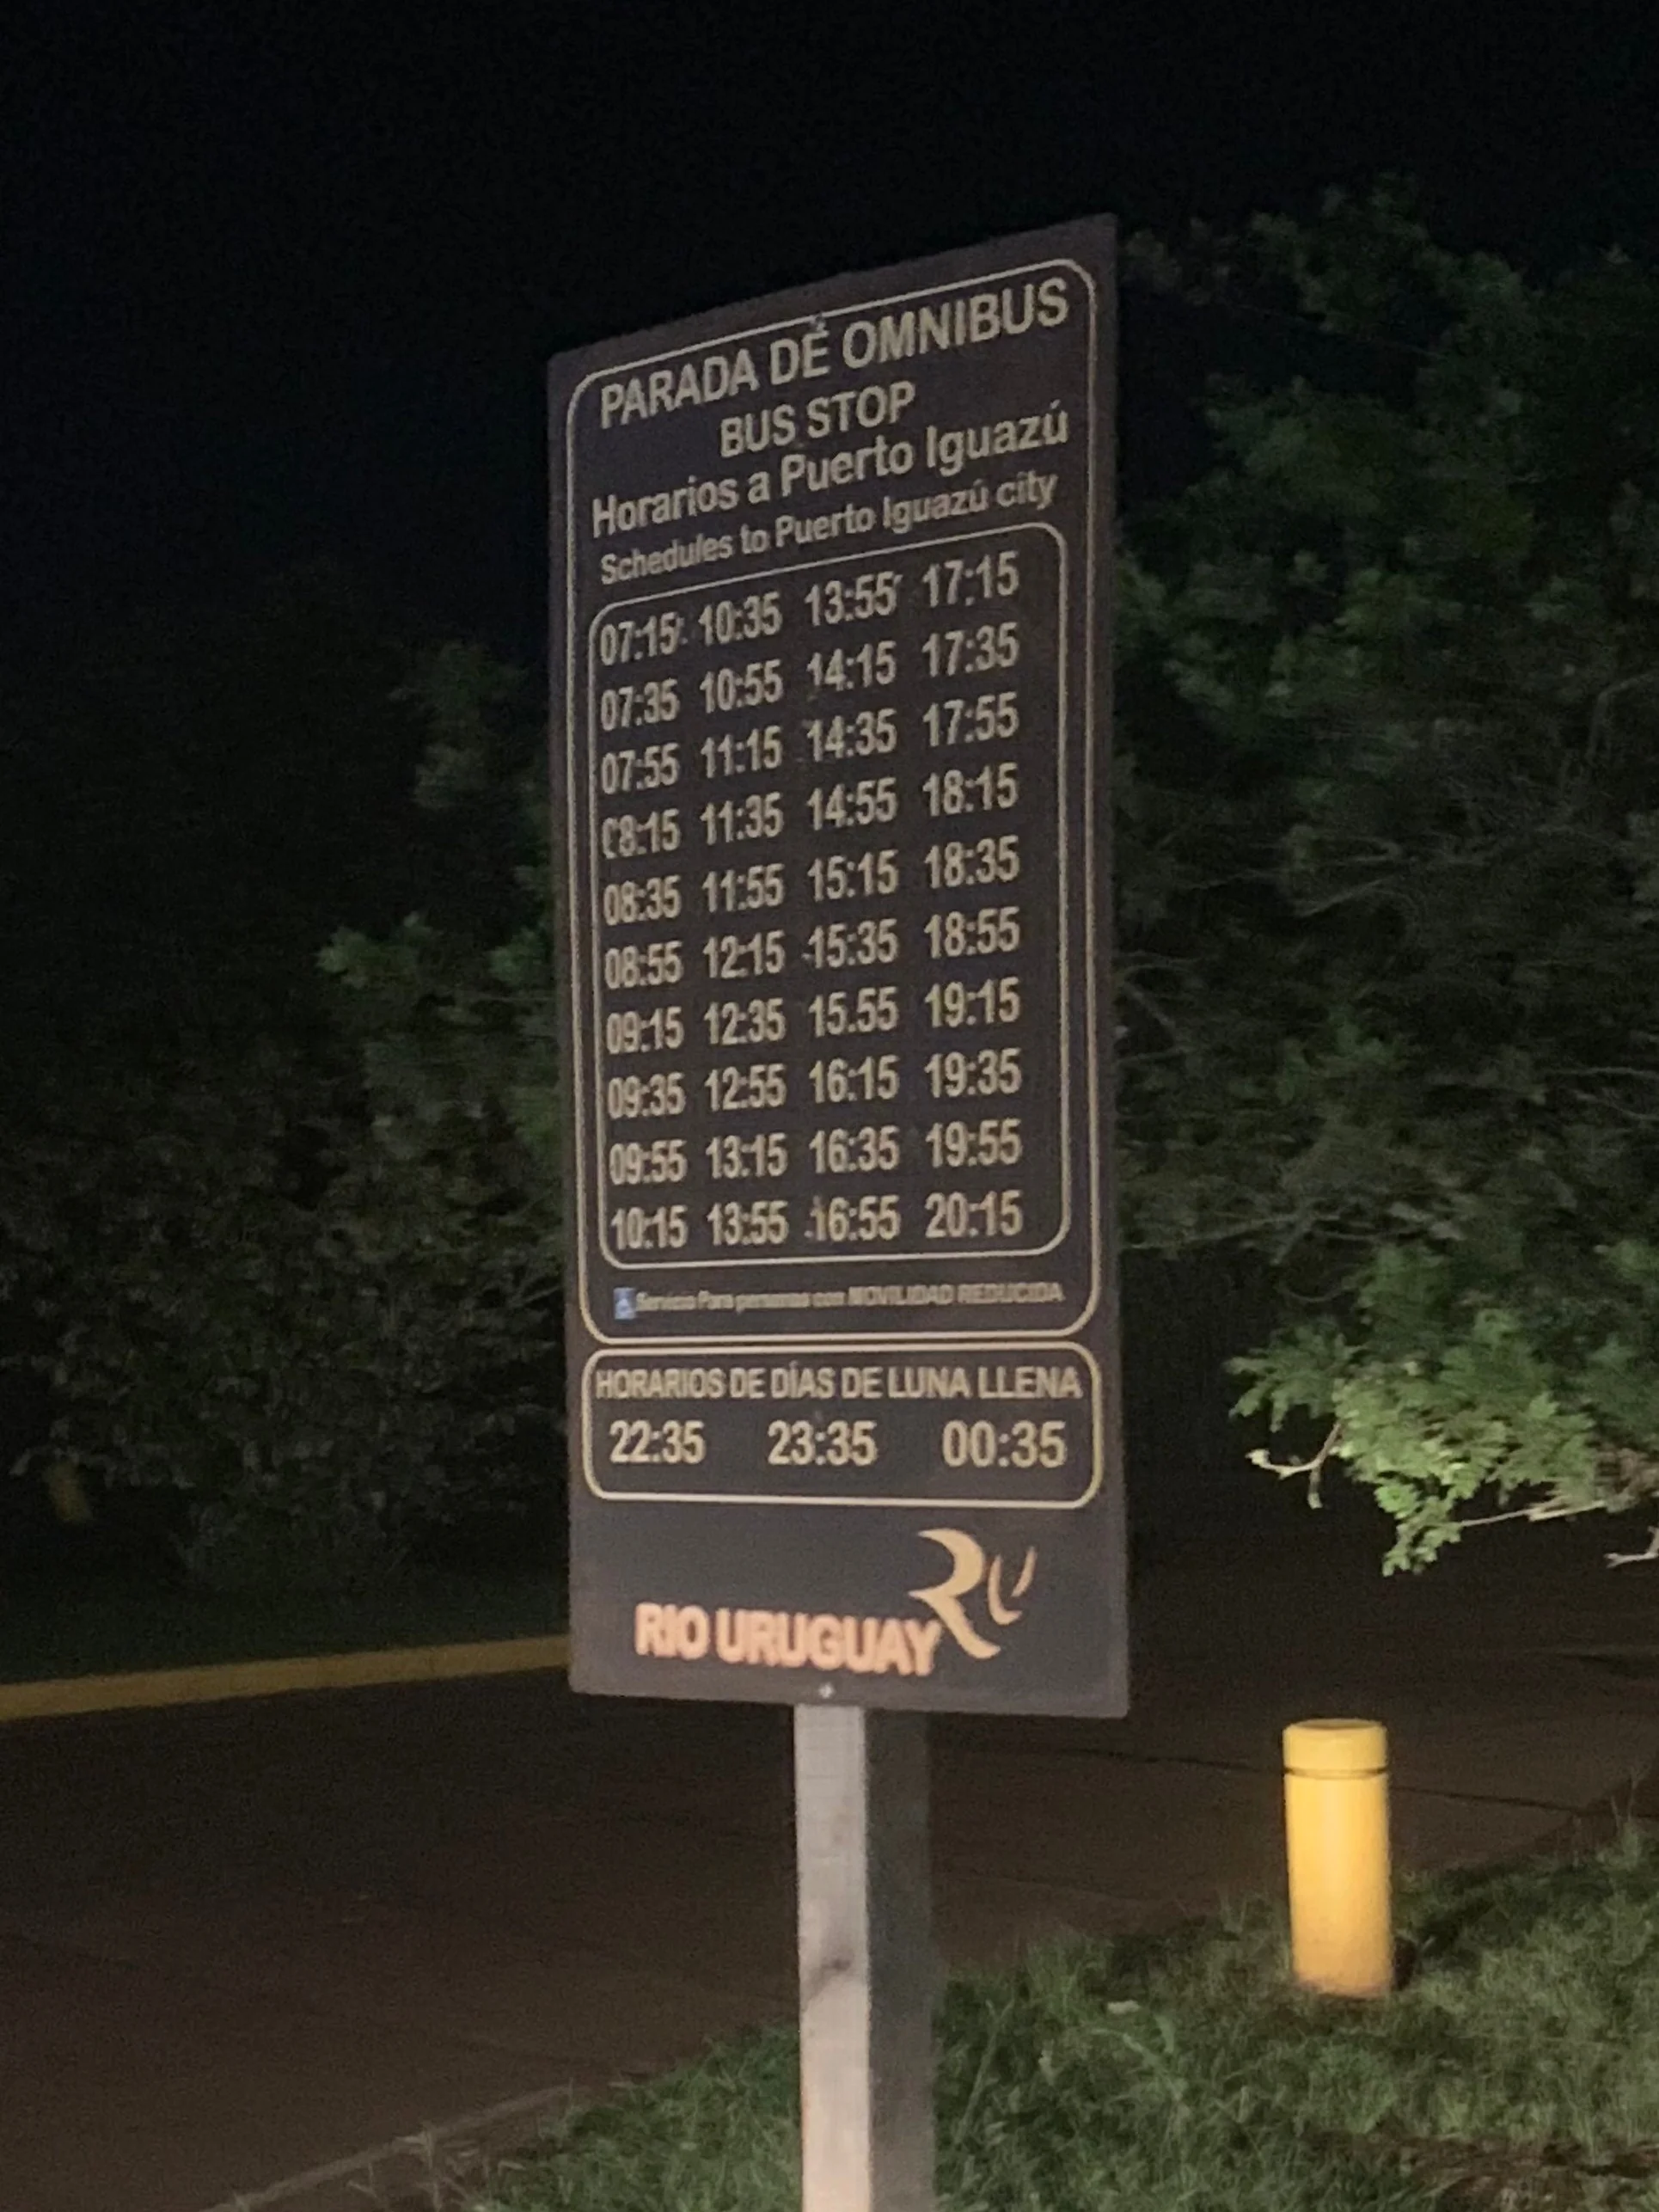 PARADA DE OMNIBUS
BUS STOP
Horarios a Puerto Iguazú
Schedules to Puerto Iguazú city
07:15 10:35 13:55 17:15
07:35 10:55 14:15 17:35
07:55 11:15 14:35 17:55
08:15 11:35 14:55 18:15
08:35 11:55 15:15 18:35
08:55 12:15 15:35 18:55
09:15 12:35 15.55 19:15
09:35 12:55 16:15 19:35
09:55 13:15 16:35 19:55
10:15 13:55 16:55 20:15
Servicio Para personas con MOVILIDAD REDUCIDA
HORARIOS DE DÍAS DE LUNA LLENA
22:35 23:35 00:35
RU
RIO URUGUAY